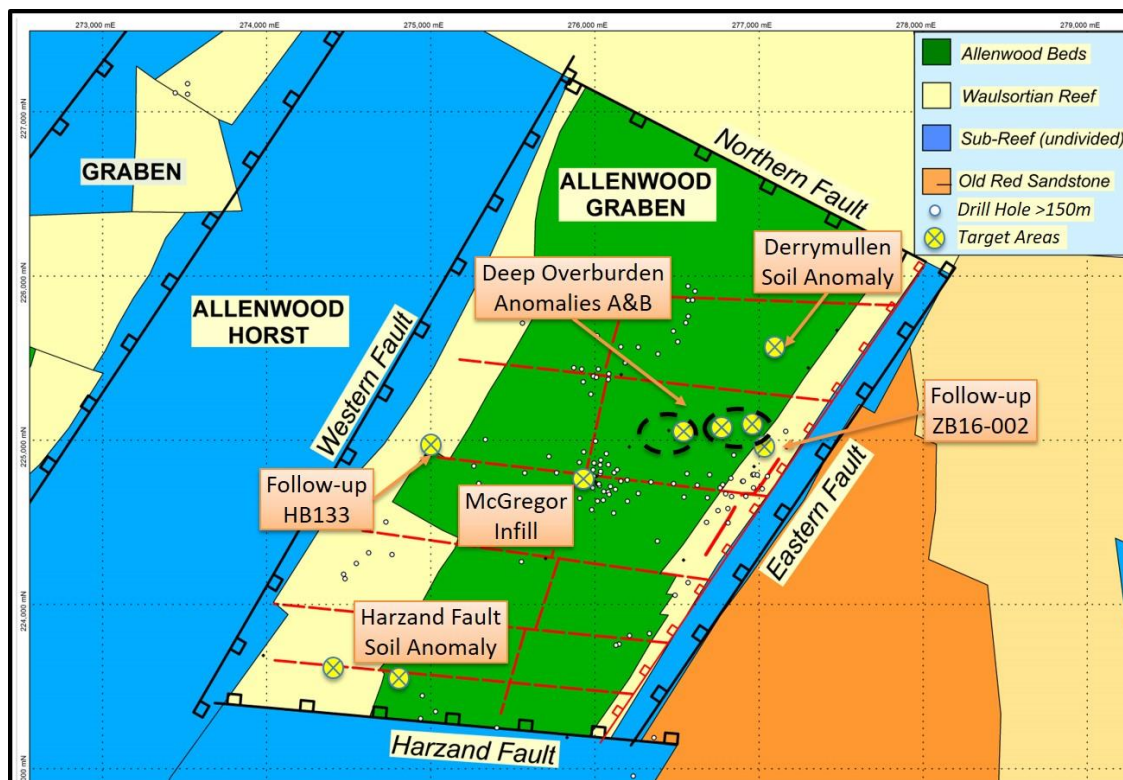 273,000 mE
274,000 mE
275,000 mE
276,000 mE
277,000 mE
278,000 mE
279,000 mE
Allenwood Beds
Waulsortian Reef
Sub-Reef (undivided)
Old Red Sandstone
Drill Hole >150m
Target Areas
227,000 mN
226,000 mN
225,000 mN
224,000 mN
GRABEN
ALLENWOOD
GRABEN
Northern Fault
Derrymullen
Soil Anomaly
Deep Overburden
Anomalies A&B
ALLENWOOD
HORST
Western Fault
Follow-up
ZB16-002
Follow-up
HB133
McGregor
Infill
Eastern Fault
Harzand Fault
Soil Anomaly
Harzand Fault